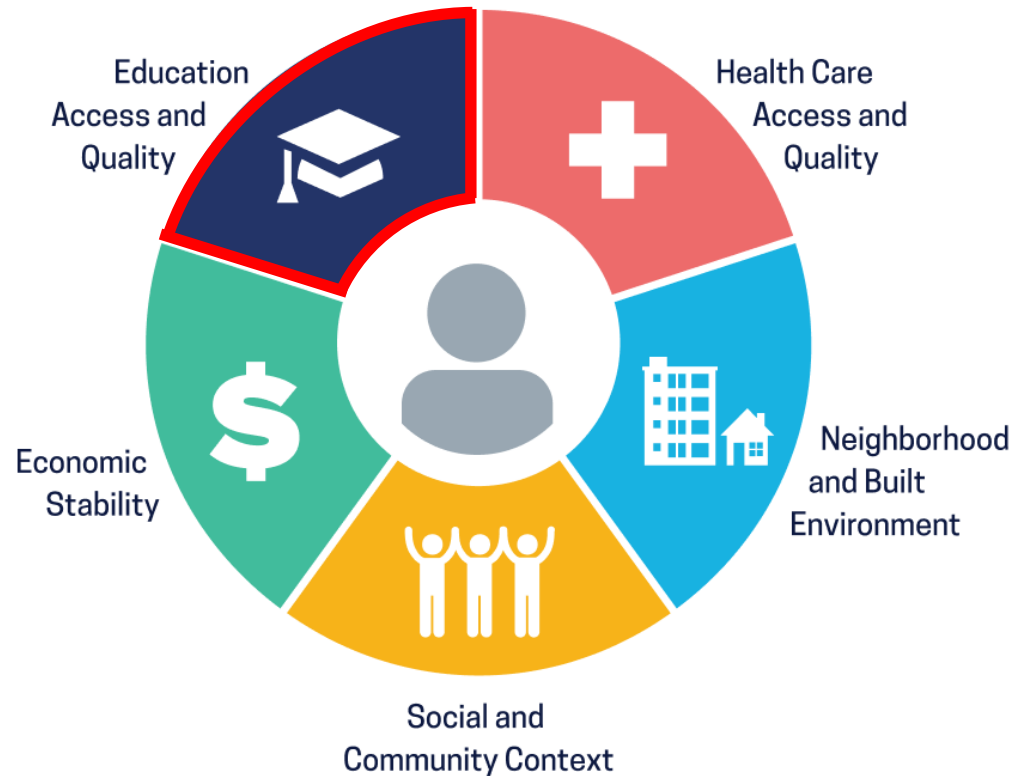 Education
Access and
Quality
Health Care
Access and
Quality
Economic
Stability
Neighborhood
and Built
Environment
Social and
Community Context